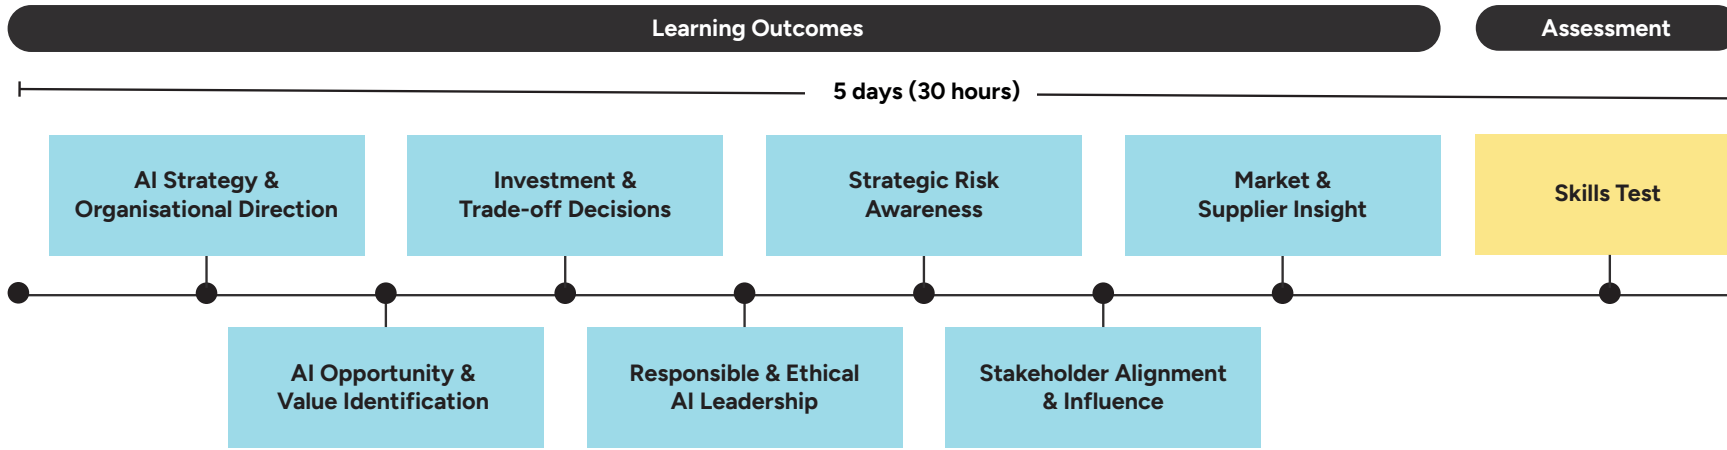 Learning Outcomes
Assessment
5 days (30 hours)
AI Strategy &
Organisational Direction
Investment &
Trade-off Decisions
Strategic Risk
Awareness
Market &
Supplier Insight
Skills Test
AI Opportunity &
Value Identification
Responsible & Ethical
AI Leadership
Stakeholder Alignment
& Influence